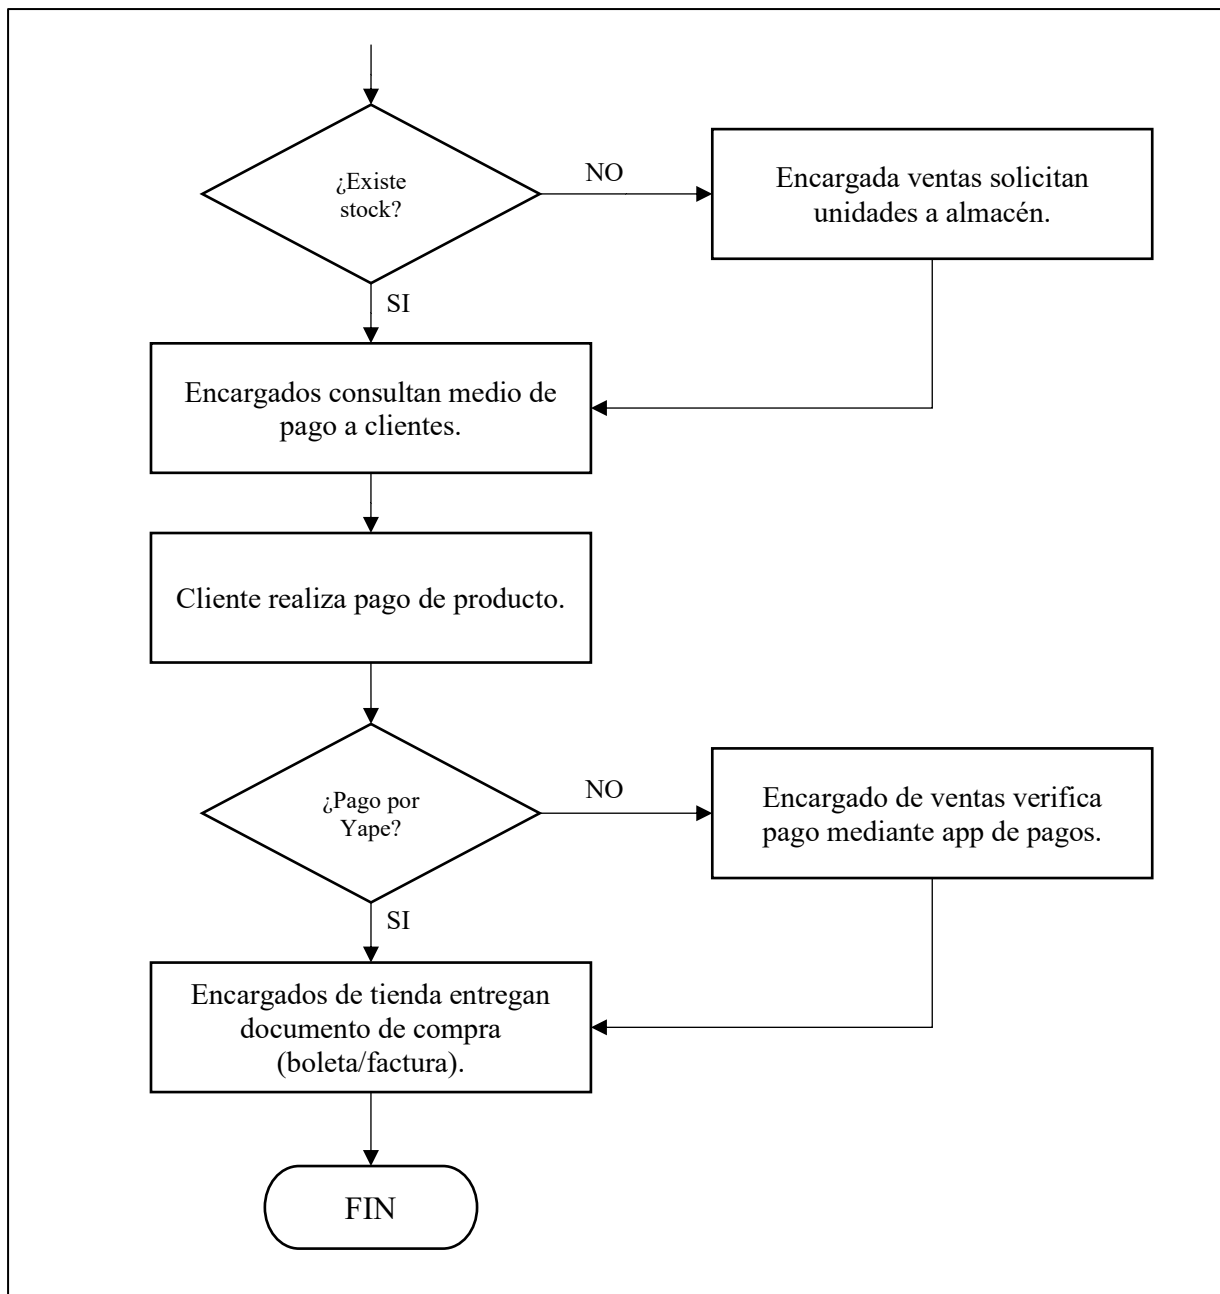 ¿Existe
stock?
NO
Encargada ventas solicitan
unidades a almacén.
SI
Encargados consultan medio de
pago a clientes.
Cliente realiza pago de producto.
¿Pago por
Yape?
NO
Encargado de ventas verifica
pago mediante app de pagos.
SI
Encargados de tienda entregan
documento de compra
(boleta/factura).
FIN